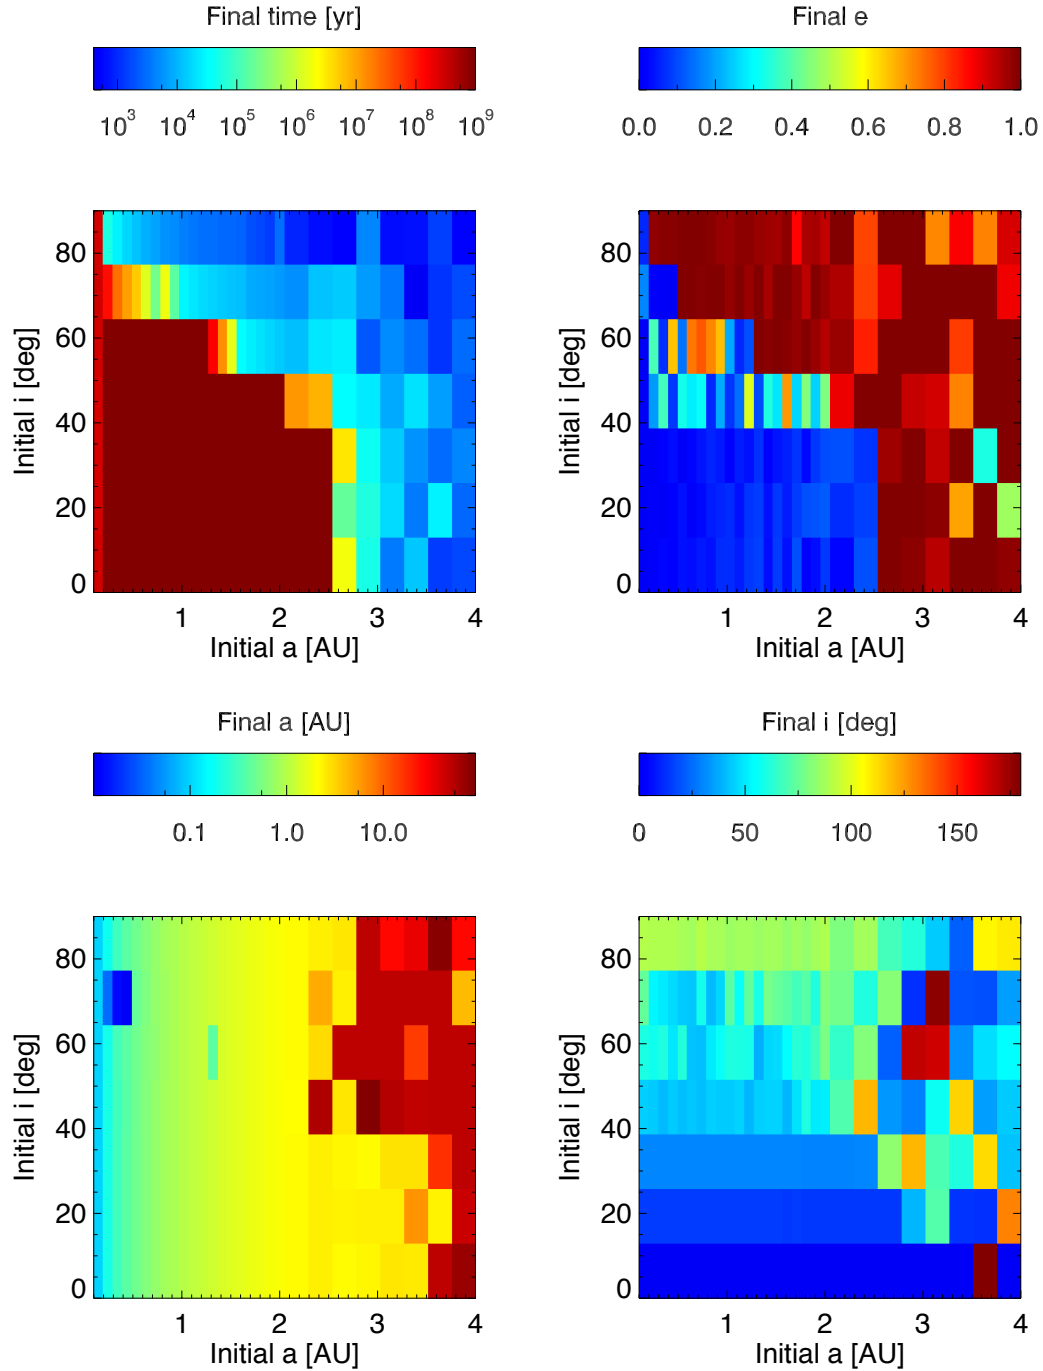 Final time [yr]
10³ 10⁴ 10⁵ 10⁶ 10⁷ 10⁸ 10⁹
Final e
0.0 0.2 0.4 0.6 0.8 1.0
Initial i [deg]
80
60
40
20
0
1 2 3 4
Initial a [AU]
Initial i [deg]
80
60
40
20
0
1 2 3 4
Initial a [AU]
Final a [AU]
0.1 1.0 10.0
Final i [deg]
0 50 100 150
Initial i [deg]
80
60
40
20
0
1 2 3 4
Initial a [AU]
Initial i [deg]
80
60
40
20
0
1 2 3 4
Initial a [AU]